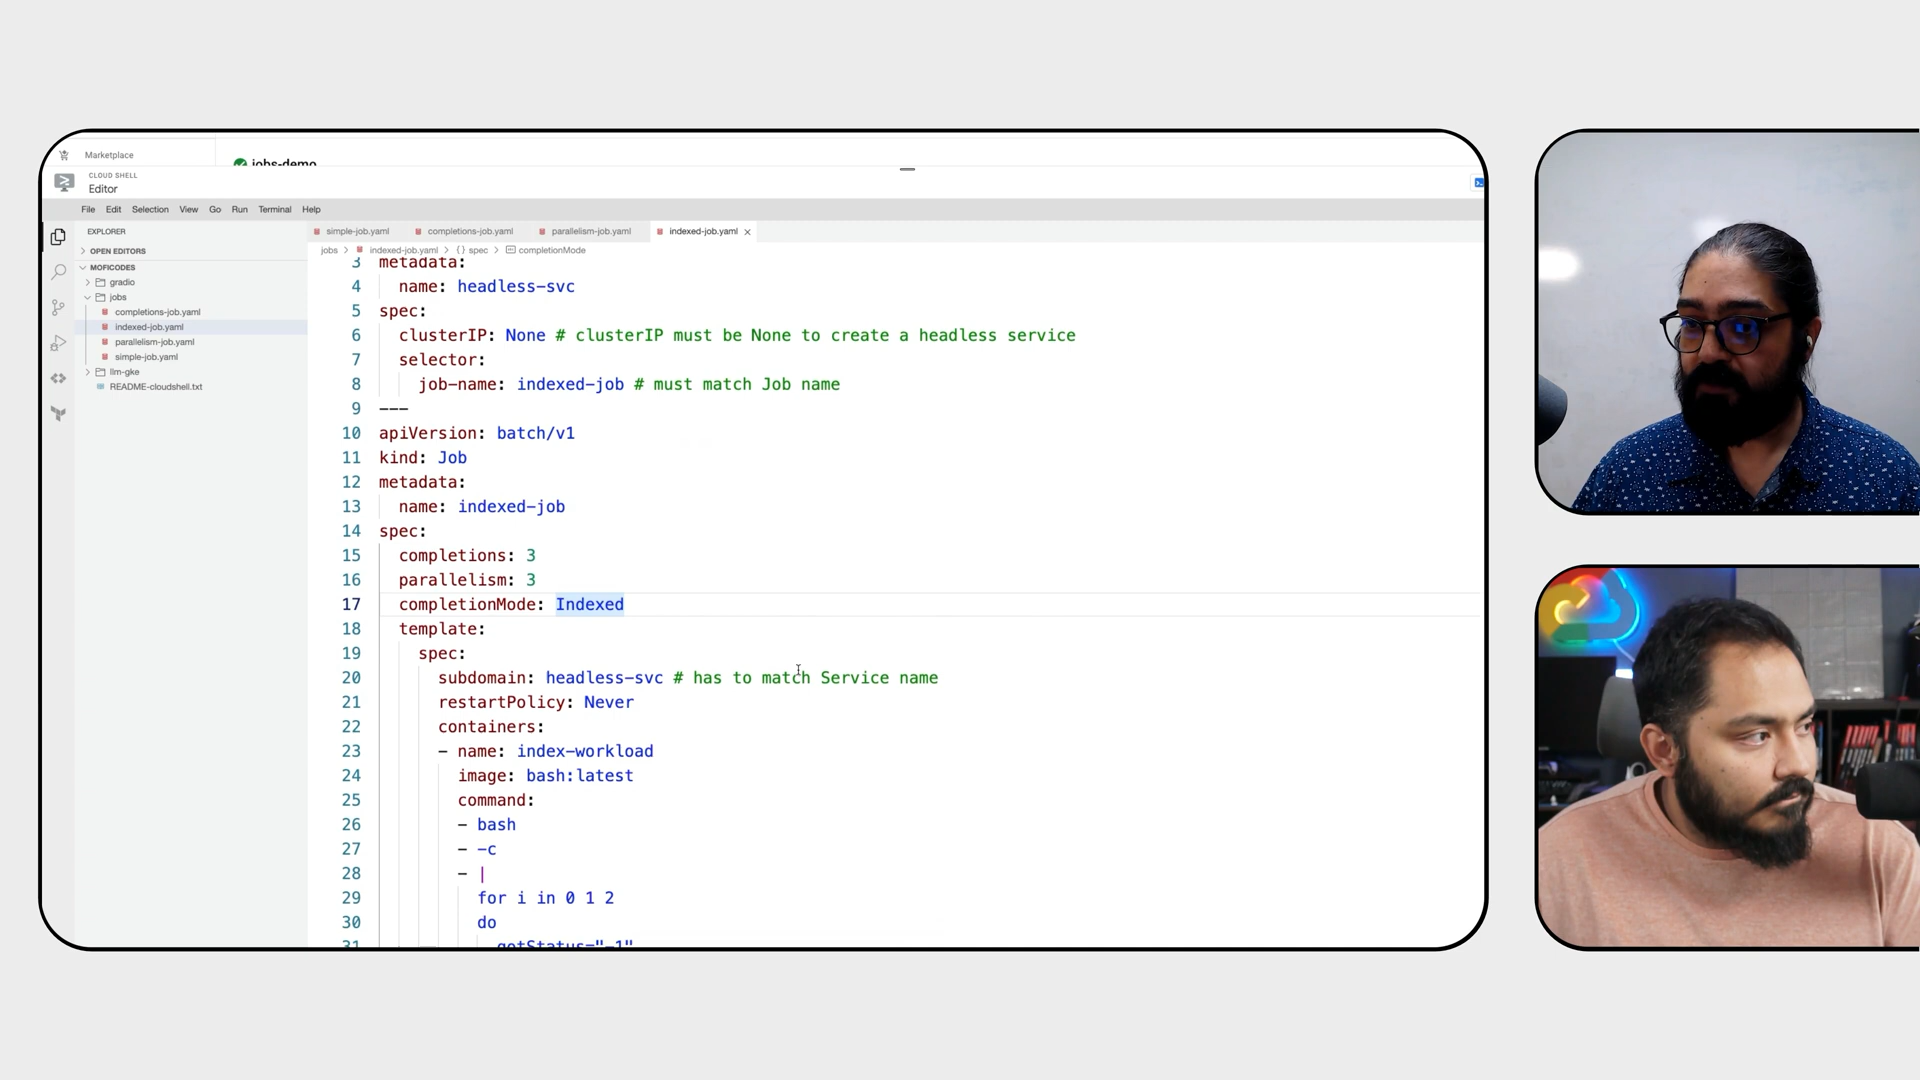 Marketplace
jobs-demo
CLOUD SHELL
Editor
File Edit Selection View Go Run Terminal Help
EXPLORER
OPEN EDITORS
MOFICODES
gradio
jobs
completions-job.yaml
indexed-job.yaml
parallelism-job.yaml
simple-job.yaml
llm-gke
README-cloudshell.txt
simple-job.yaml completions-job.yaml parallelism-job.yaml indexed-job.yaml
jobs > indexed-job.yaml > {} spec > completionMode
3 metadata:
4 name: headless-svc
5 spec:
6 clusterIP: None # clusterIP must be None to create a headless service
7 selector:
8 job-name: indexed-job # must match Job name
9 ---
10 apiVersion: batch/v1
11 kind: Job
12 metadata:
13 name: indexed-job
14 spec:
15 completions: 3
16 parallelism: 3
17 completionMode: Indexed
18 template:
19 spec:
20 subdomain: headless-svc # has to match Service name
21 restartPolicy: Never
22 containers:
23 - name: index-workload
24 image: bash:latest
25 command:
26 - bash
27 - -c
28 - |
29 for i in 0 1 2
30 do
31 gotStatus="-1"